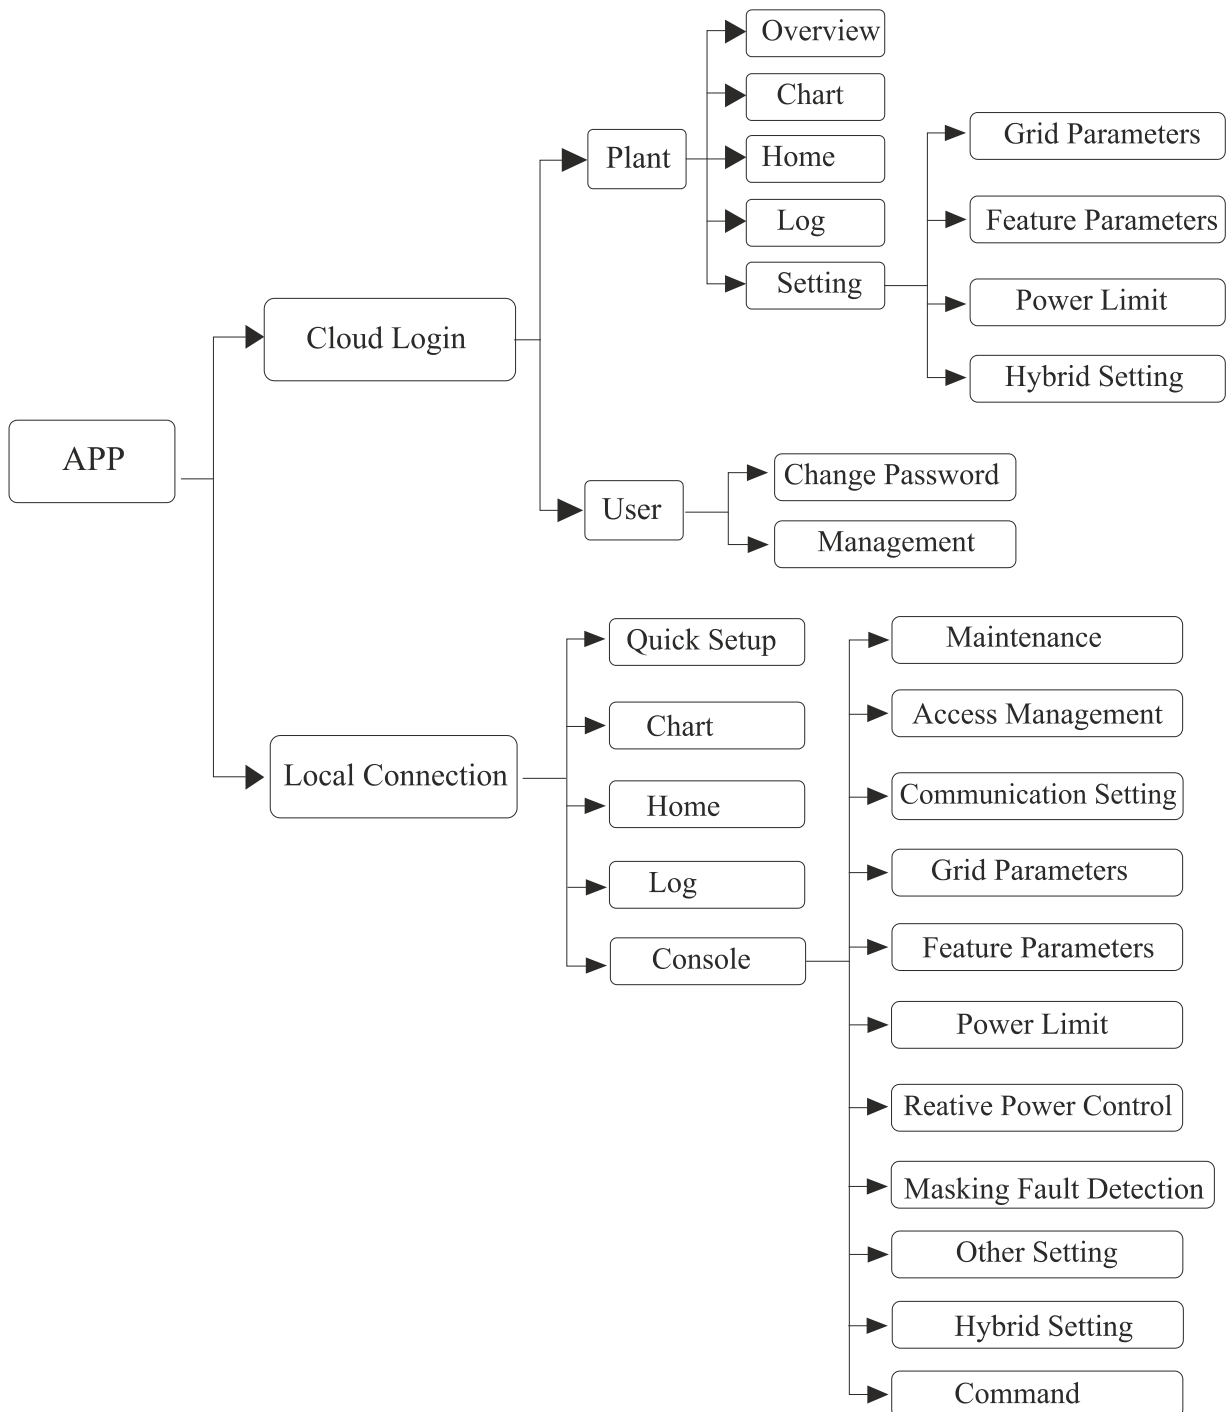 APP
Cloud Login
Plant
Overview
Chart
Home
Log
Setting
Grid Parameters
Feature Parameters
Power Limit
Hybrid Setting
User
Change Password
Management
Local Connection
Quick Setup
Chart
Home
Log
Console
Maintenance
Access Management
Communication Setting
Grid Parameters
Feature Parameters
Power Limit
Reative Power Control
Masking Fault Detection
Other Setting
Hybrid Setting
Command